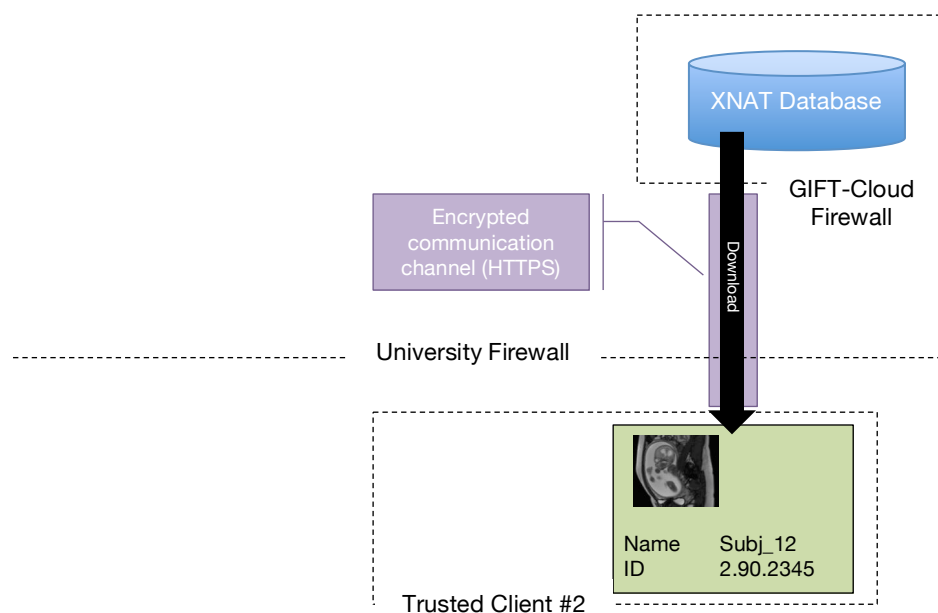 XNAT Database
GIFT-Cloud
Firewall
Encrypted
communication
channel (HTTPS)
Download
University Firewall
Name Subj_12
ID 2.90.2345
Trusted Client #2